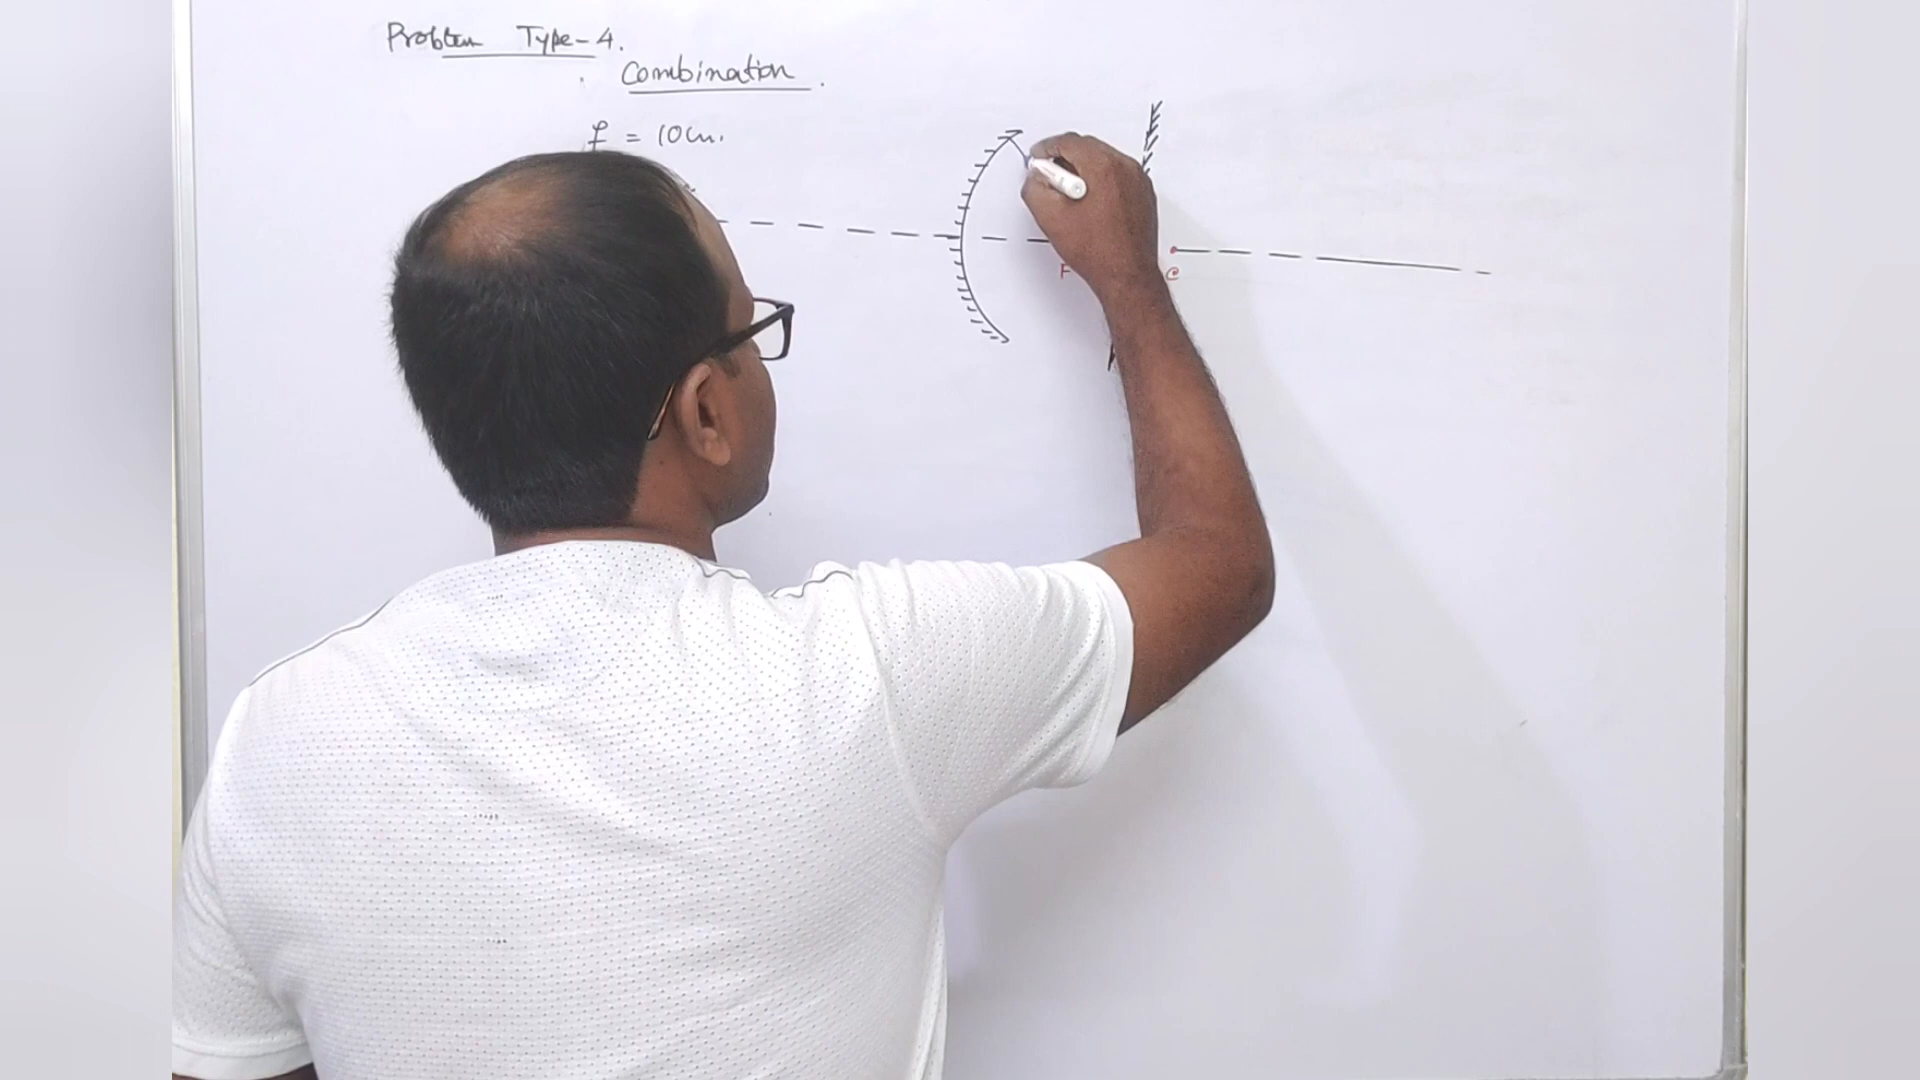 Problem Type-4.
Combination.
f = 10cm.
F
C